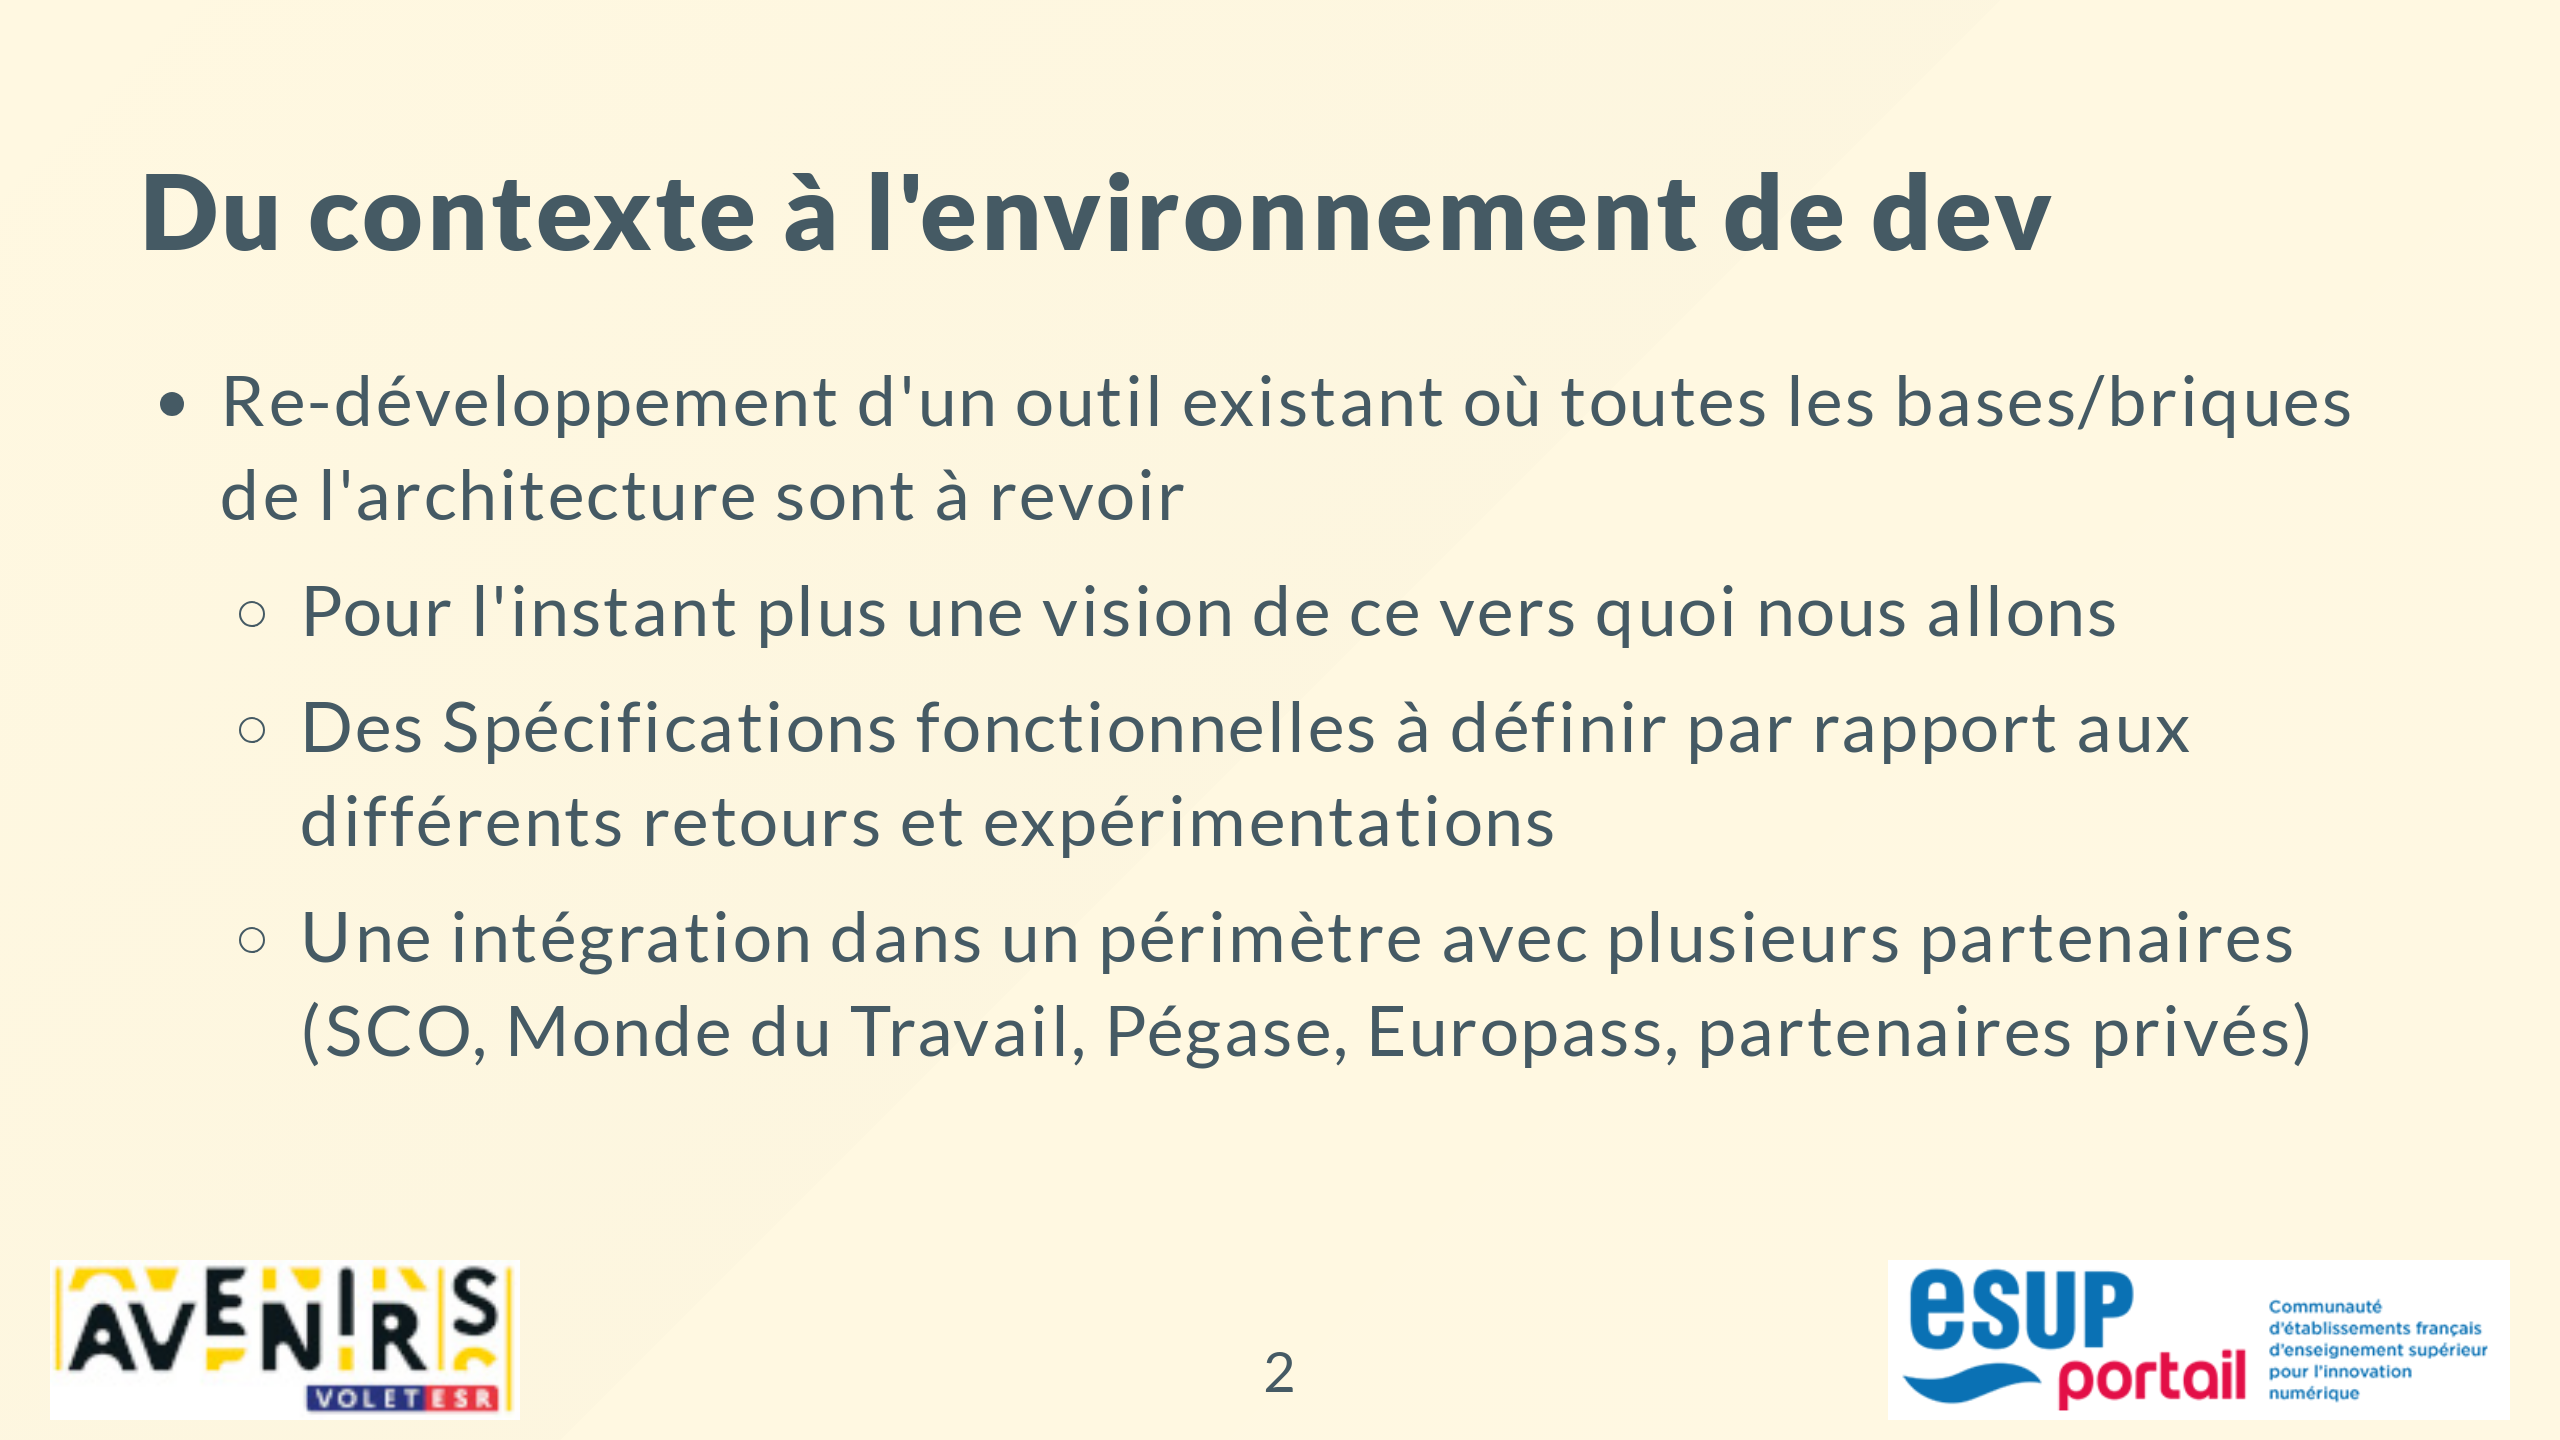 Du contexte à l'environnement de dev
• Re-développement d'un outil existant où toutes les bases/briques
de l'architecture sont à revoir
○ Pour l'instant plus une vision de ce vers quoi nous allons
○ Des Spécifications fonctionnelles à définir par rapport aux
différents retours et expérimentations
○ Une intégration dans un périmètre avec plusieurs partenaires
(SCO, Monde du Travail, Pégase, Europass, partenaires privés)
AVENIRS
VOLET ESR
2
esup
portail
Communauté
d'établissements français
d'enseignement supérieur
pour l'innovation
numérique